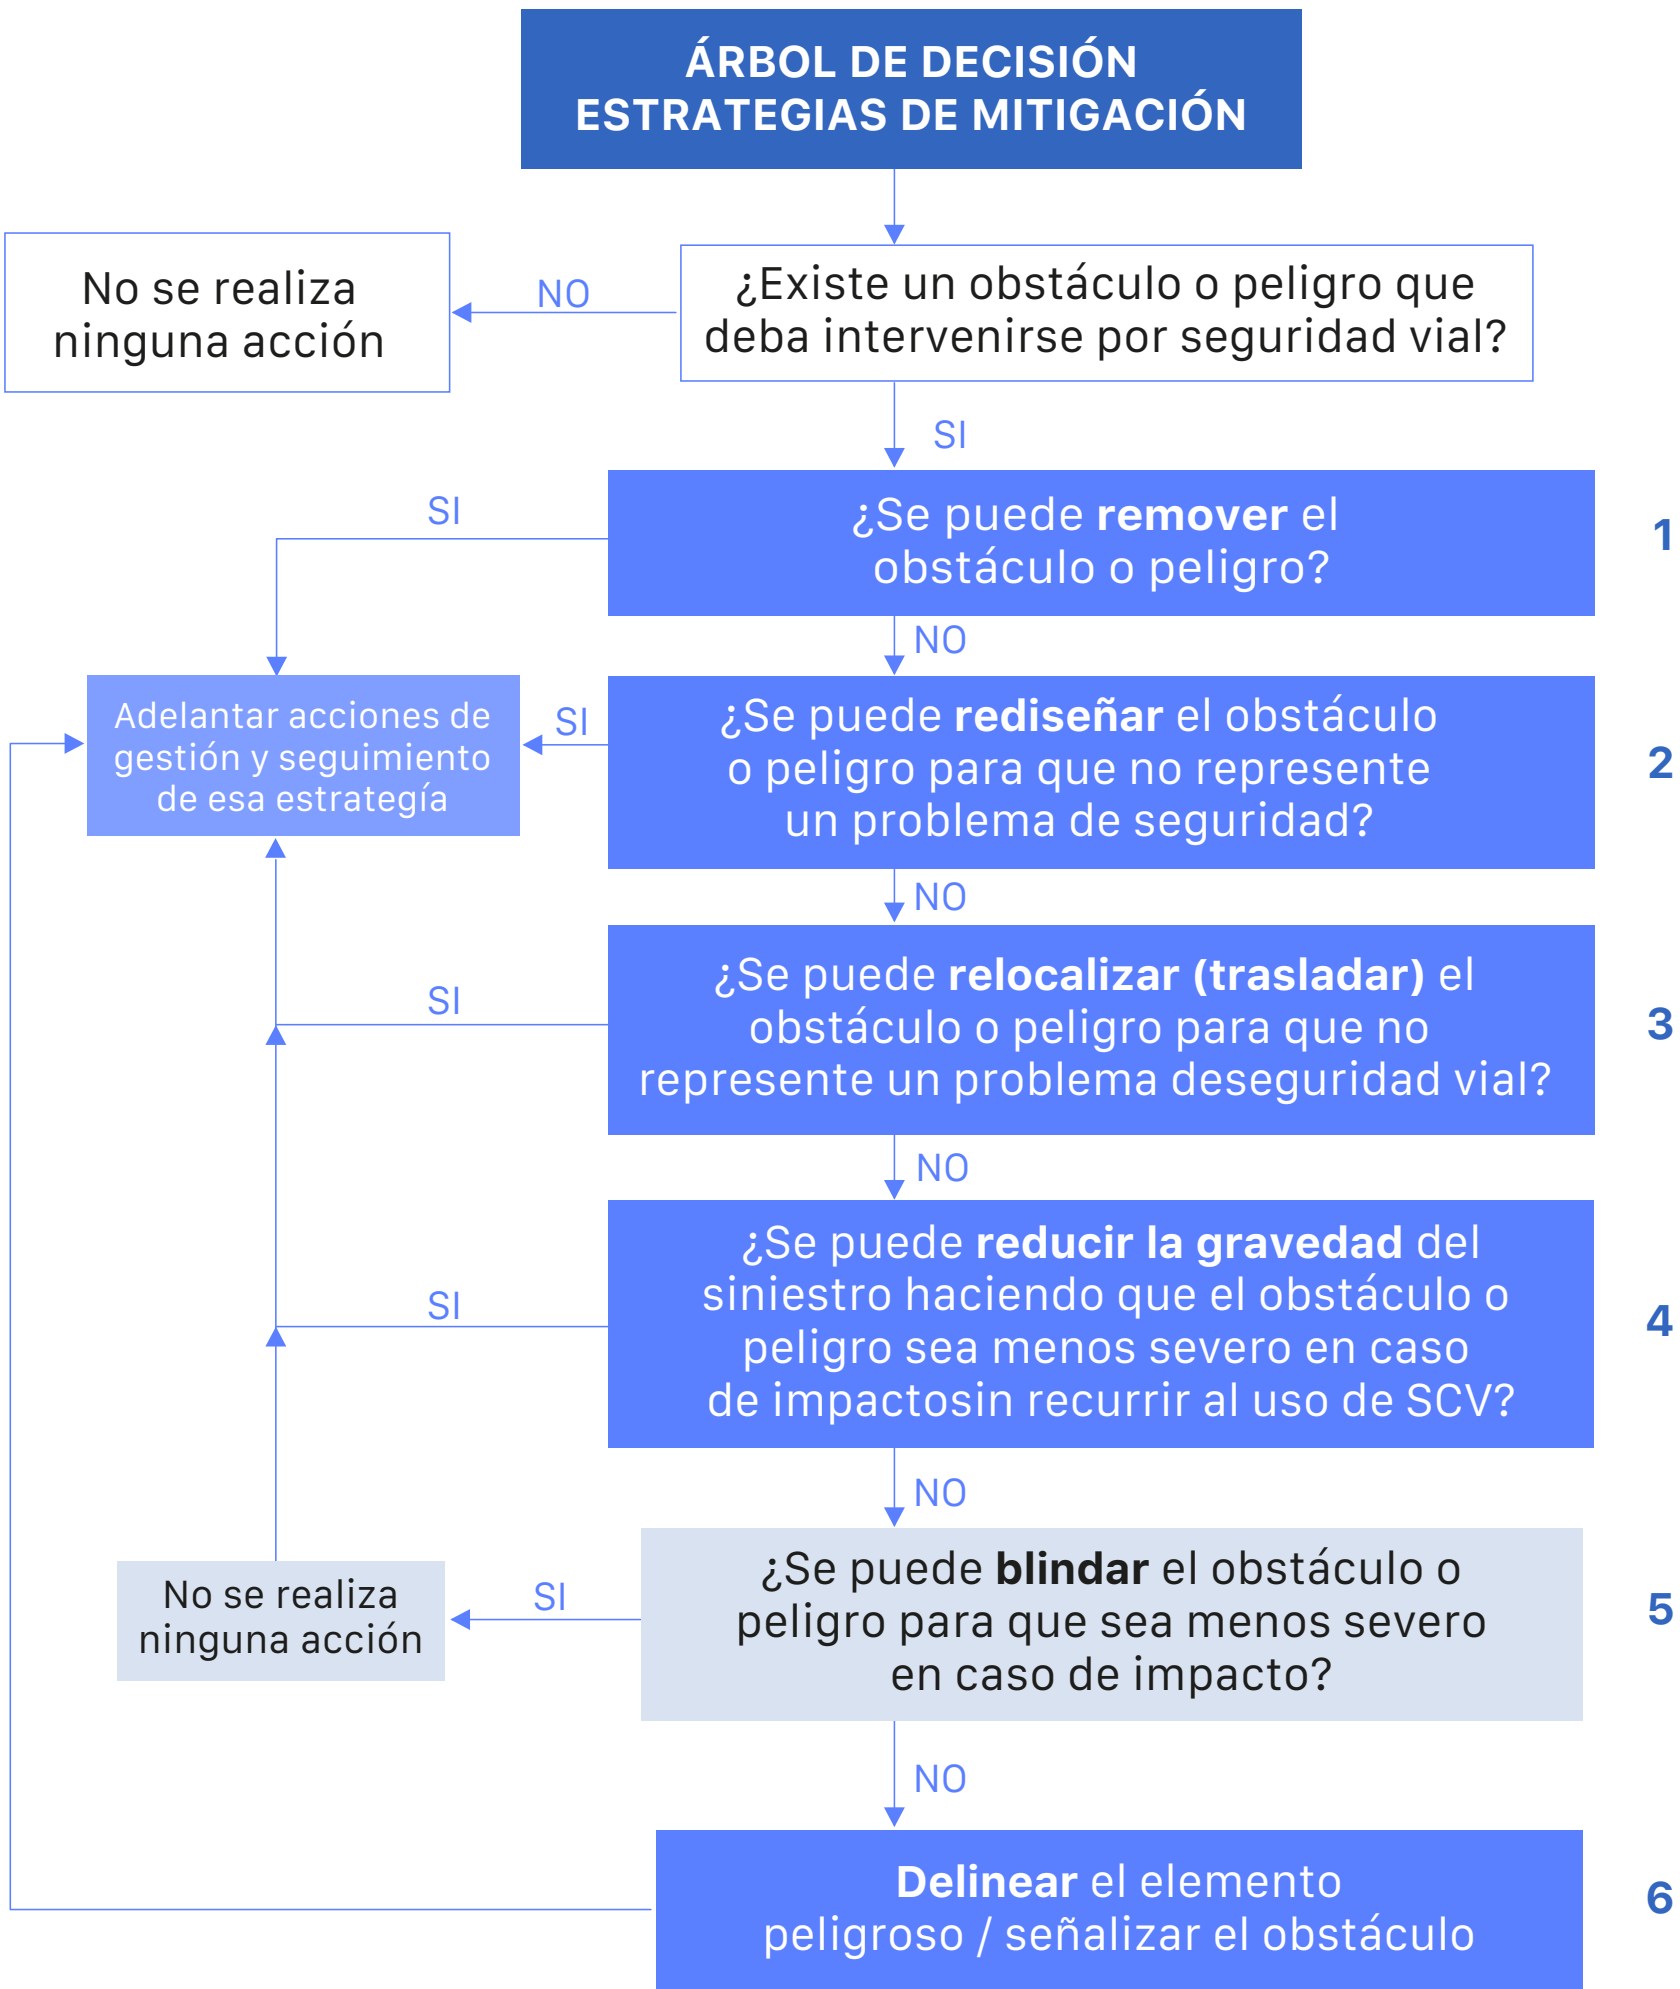 ÁRBOL DE DECISIÓN
ESTRATEGIAS DE MITIGACIÓN
No se realiza
ninguna acción
NO
¿Existe un obstáculo o peligro que
deba intervenirse por seguridad vial?
SI
SI
¿Se puede remover el
obstáculo o peligro?
1
NO
Adelantar acciones de
gestión y seguimiento
de esa estrategía
SI
¿Se puede rediseñar el obstáculo
o peligro para que no represente
un problema de seguridad?
2
NO
SI
¿Se puede relocalizar (trasladar) el
obstáculo o peligro para que no
represente un problema deseguridad vial?
3
NO
SI
¿Se puede reducir la gravedad del
siniestro haciendo que el obstáculo o
peligro sea menos severo en caso
de impactosin recurrir al uso de SCV?
4
NO
No se realiza
ninguna acción
SI
¿Se puede blindar el obstáculo o
peligro para que sea menos severo
en caso de impacto?
5
NO
Delinear el elemento
peligroso / señalizar el obstáculo
6